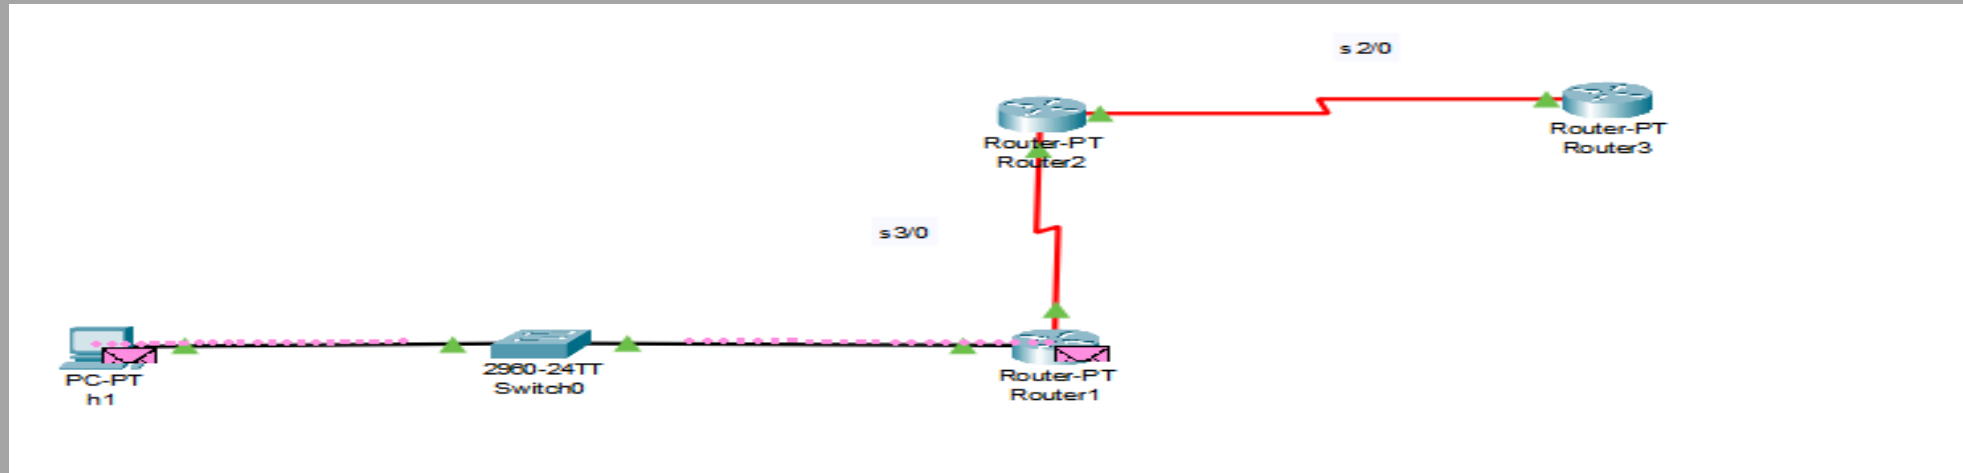 s 2/0
Router-PT
Router2
Router-PT
Router3
s 3/0
PC-PT
h1
2960-24TT
Switch0
Router-PT
Router1